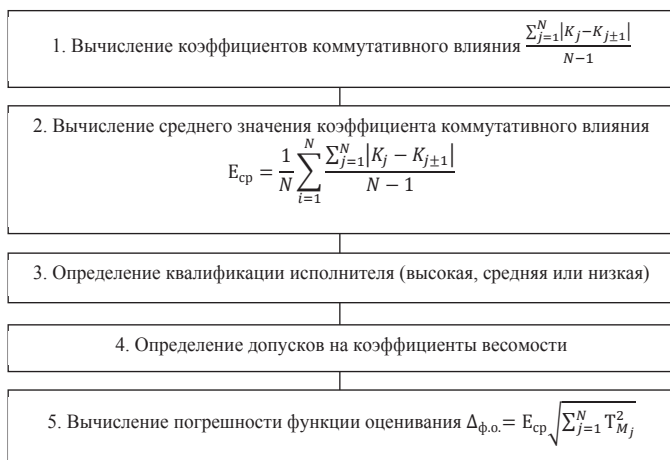 1. Вычисление коэффициентов коммутативного влияния $\frac{\sum_{j=1}^{N}|K_j-K_{j\pm1}|}{N-1}$
2. Вычисление среднего значения коэффициента коммутативного влияния
$\mathrm{E}_{\text{ср}} = \frac{1}{N}\sum_{i=1}^{N}\frac{\sum_{j=1}^{N}|K_j - K_{j\pm1}|}{N-1}$
3. Определение квалификации исполнителя (высокая, средняя или низкая)
4. Определение допусков на коэффициенты весомости
5. Вычисление погрешности функции оценивания $\Delta_{\text{ф.о.}} = \mathrm{E}_{\text{ср}}\sqrt{\sum_{j=1}^{N}\mathrm{T}_{M_j}^{2}}$